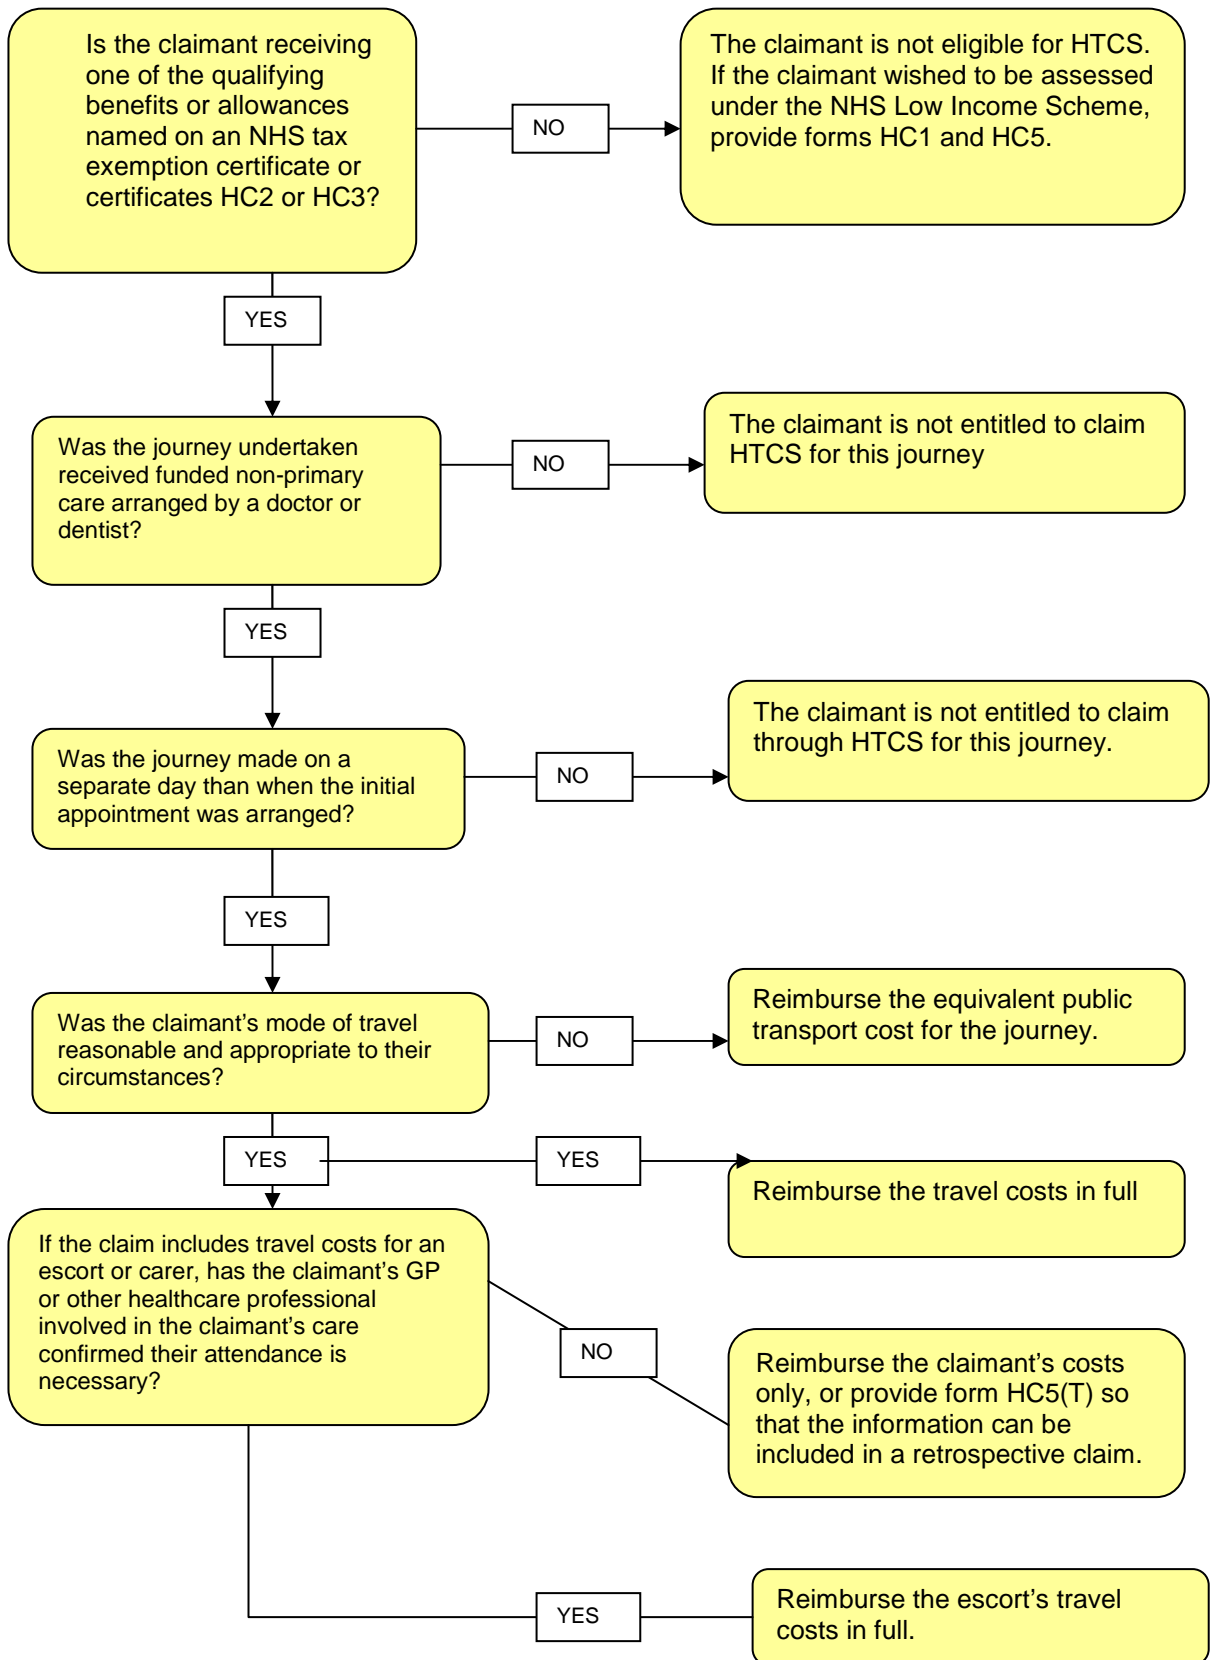 Is the claimant receiving
one of the qualifying
benefits or allowances
named on an NHS tax
exemption certificate or
certificates HC2 or HC3?
NO
The claimant is not eligible for HTCS.
If the claimant wished to be assessed
under the NHS Low Income Scheme,
provide forms HC1 and HC5.
YES
Was the journey undertaken
received funded non-primary
care arranged by a doctor or
dentist?
NO
The claimant is not entitled to claim
HTCS for this journey
YES
Was the journey made on a
separate day than when the initial
appointment was arranged?
NO
The claimant is not entitled to claim
through HTCS for this journey.
YES
Was the claimant’s mode of travel
reasonable and appropriate to their
circumstances?
NO
Reimburse the equivalent public
transport cost for the journey.
YES
YES
Reimburse the travel costs in full
If the claim includes travel costs for an
escort or carer, has the claimant’s GP
or other healthcare professional
involved in the claimant’s care
confirmed their attendance is
necessary?
NO
Reimburse the claimant’s costs
only, or provide form HC5(T) so
that the information can be
included in a retrospective claim.
YES
Reimburse the escort’s travel
costs in full.